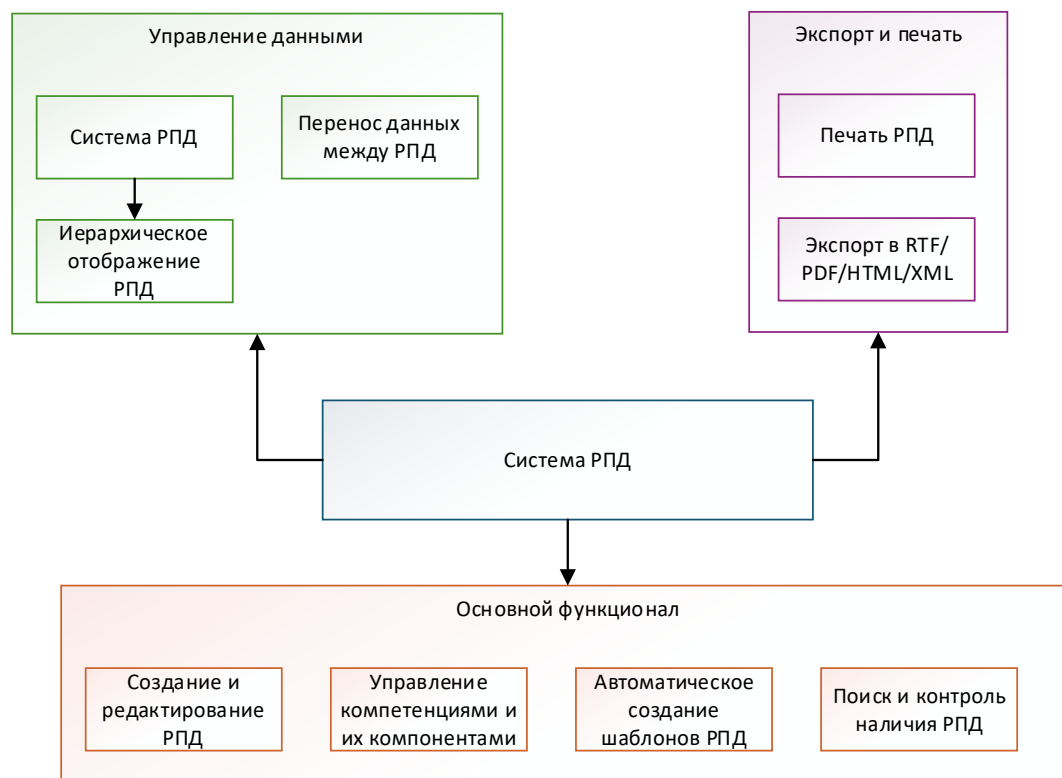 Управление данными
Система РПД
Перенос данных
между РПД
Иерархическое
отображение
РПД
Экспорт и печать
Печать РПД
Экспорт в RTF/
PDF/HTML/XML
Система РПД
Основной функционал
Создание и
редактирование
РПД
Управление
компетенциями и
их компонентами
Автоматическое
создание
шаблонов РПД
Поиск и контроль
наличия РПД